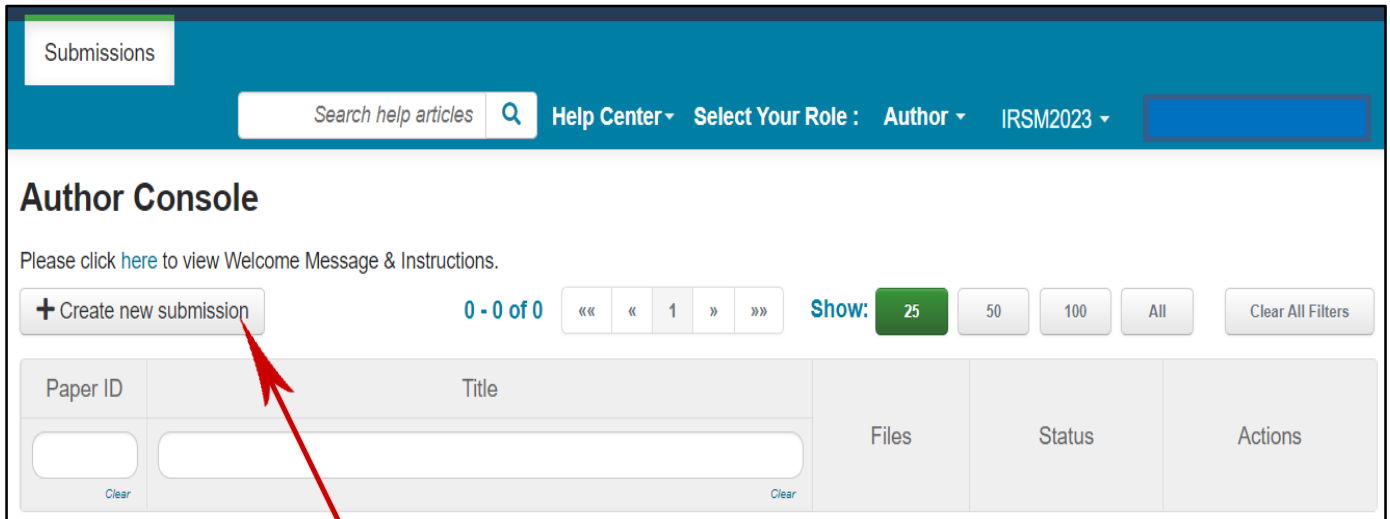 Submissions
Search help articles Help Center Select Your Role : Author IRSM2023
Author Console
Please click here to view Welcome Message & Instructions.
+ Create new submission 0 - 0 of 0 «« « 1 » »» Show: 25 50 100 All Clear All Filters
Paper ID Title Files Status Actions
Clear Clear